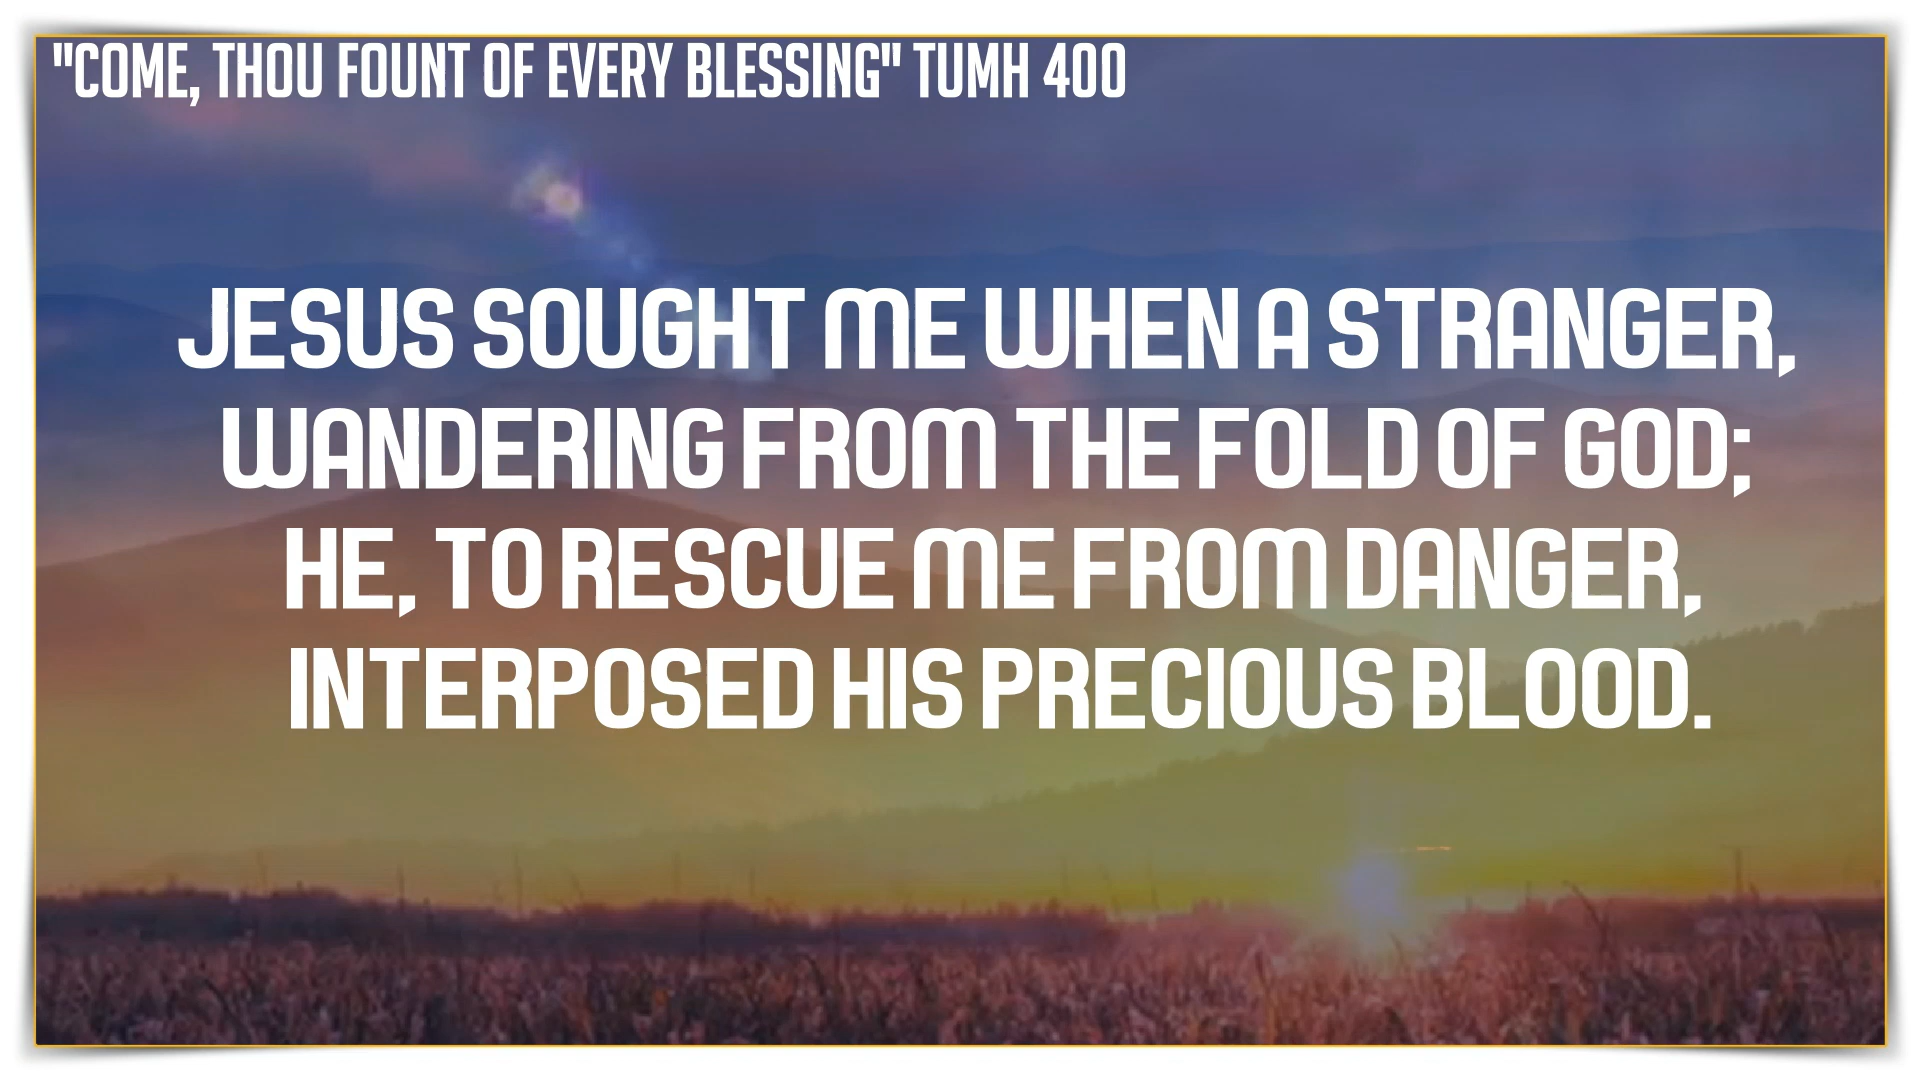 "COME, THOU FOUNT OF EVERY BLESSING" TUMH 400
JESUS SOUGHT ME WHEN A STRANGER,
WANDERING FROM THE FOLD OF GOD;
HE, TO RESCUE ME FROM DANGER,
INTERPOSED HIS PRECIOUS BLOOD.